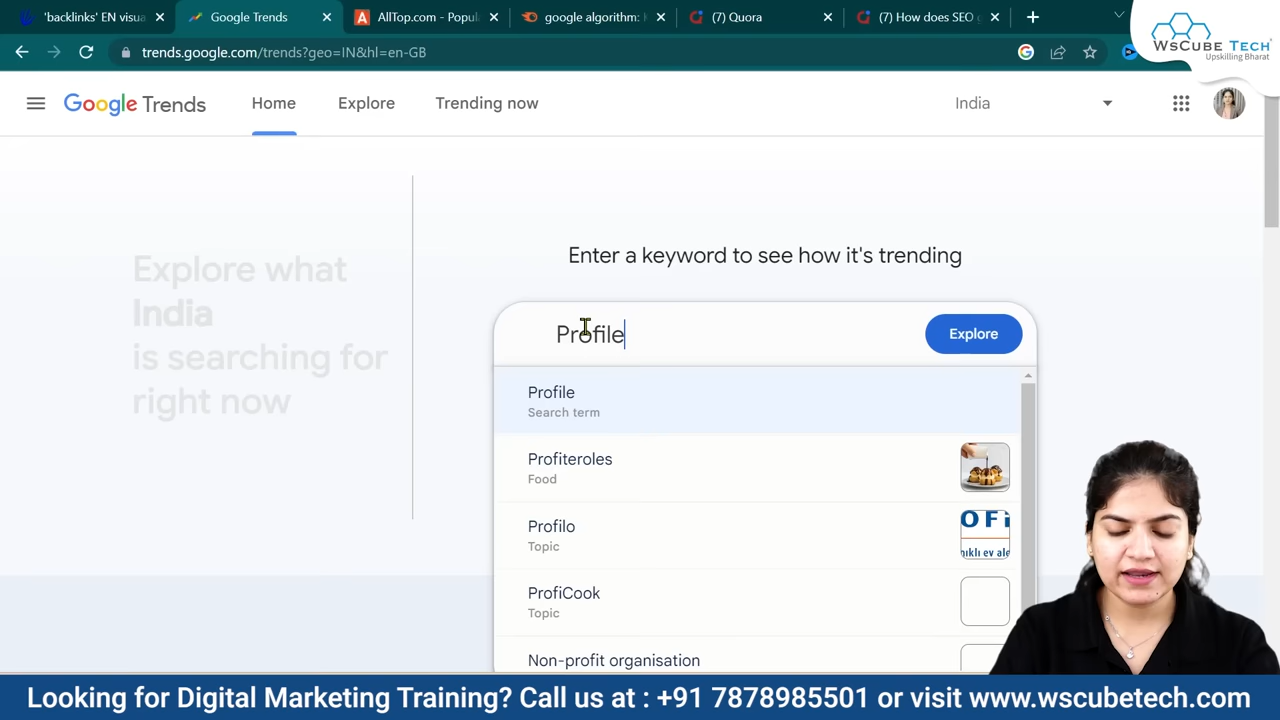 'backlinks' EN visua
Google Trends
AllTop.com - Popul
google algorithm:
(7) Quora
(7) How does SEO
WsCube Tech
Upskilling Bharat
trends.google.com/trends?geo=IN&hl=en-GB
Google Trends
Home
Explore
Trending now
India
Explore what
India
is searching for
right now
Enter a keyword to see how it's trending
Profile
Explore
Profile
Search term
Profiteroles
Food
Profilo
Topic
OFi
ıklı ev ale
ProfiCook
Topic
Non-profit organisation
Looking for Digital Marketing Training? Call us at : +91 7878985501 or visit www.wscubetech.com